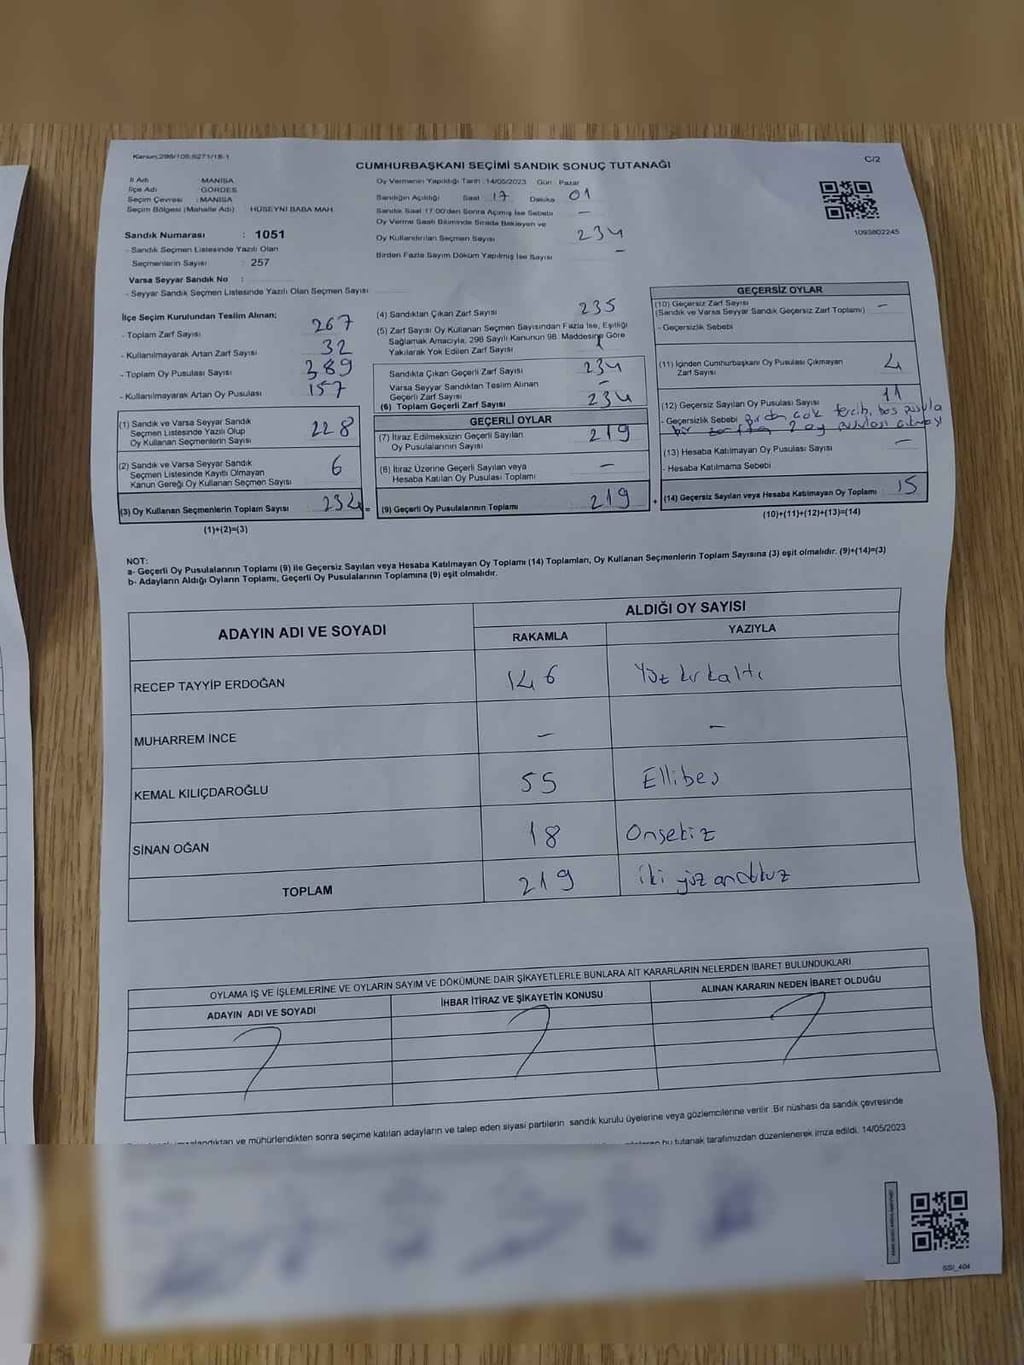 C/2
CUMHURBAŞKANI SEÇİMİ SANDIK SONUÇ TUTANAĞI
İl Adı MANİSA
İlçe Adı GÖRDES
Seçim Çevresi : MANİSA
Seçim Bölgesi (Mahalle Adı) : HÜSEYNİ BABA MAH.
Sandık Numarası : 1051
- Sandık Seçmen Listesinde Yazılı Olan
Seçmenlerin Sayısı : 257
Varsa Seyyar Sandık No :
- Seyyar Sandık Seçmen Listesinde Yazılı Olan Seçmen Sayısı
Oy Vermenin Yapıldığı Tarih :14/05/2023 Gün : Pazar
Sandığın Açıldığı Saat 17 Dakika 01
Sandık Saat 17.00'den Sonra Açılmış İse Sebebi –
Oy Verme Saati Bitiminde Sırada Bekleyen ve
Oy Kullandırılan Seçmen Sayısı 234
Birden Fazla Sayım Döküm Yapılmış İse Sayısı –
1093802245
İlçe Seçim Kurulundan Teslim Alınan;
- Toplam Zarf Sayısı 267
- Kullanılmayarak Artan Zarf Sayısı 32
- Toplam Oy Pusulası Sayısı 389
- Kullanılmayarak Artan Oy Pusulası 157
(1) Sandık ve Varsa Seyyar Sandık
Seçmen Listesinde Yazılı Olup
Oy Kullanan Seçmenlerin Sayısı 228
(2) Sandık ve Varsa Seyyar Sandık
Seçmen Listesinde Kayıtlı Olmayan
Kanun Gereği Oy Kullanan Seçmen Sayısı 6
(3) Oy Kullanan Seçmenlerin Toplam Sayısı 234 =
(1)+(2)=(3)
(4) Sandıktan Çıkan Zarf Sayısı 235
(5) Zarf Sayısı Oy Kullanan Seçmen Sayısından Fazla İse, Eşitliği
Sağlamak Amacıyla, 298 Sayılı Kanunun 98. Maddesine Göre
Yakılarak Yok Edilen Zarf Sayısı 1
Sandıkta Çıkan Geçerli Zarf Sayısı 234
Varsa Seyyar Sandıktan Teslim Alınan
Geçerli Zarf Sayısı –
(6) Toplam Geçerli Zarf Sayısı 234
GEÇERLİ OYLAR
(7) İtiraz Edilmeksizin Geçerli Sayılan
Oy Pusulası Sayısı 219
(8) İtiraz Üzerine Geçerli Sayılan veya
Hesaba Katılan Oy Pusulası Toplamı –
(9) Geçerli Oy Pusulalarının Toplamı 219 +
GEÇERSİZ OYLAR
(10) Geçersiz Zarf Sayısı –
(Sandık ve Varsa Seyyar Sandık Geçersiz Zarf Toplamı)
- Geçersizlik Sebebi
(11) İçinden Cumhurbaşkanı Oy Pusulası Çıkmayan
Zarf Sayısı 4
(12) Geçersiz Sayılan Oy Pusulası Sayısı 11
- Geçersizlik Sebebi Birden çok tercih, boş pusula
bir zarftan 2 oy pusulası çıkması
(13) Hesaba Katılmayan Oy Pusulası Sayısı –
- Hesaba Katılmama Sebebi
(14) Geçersiz Sayılan veya Hesaba Katılmayan Oy Toplamı 15
(10)+(11)+(12)+(13)=(14)
NOT:
a- Geçerli Oy Pusulalarının Toplamı (9) ile Geçersiz Sayılan veya Hesaba Katılmayan Oy Toplamı (14) Toplamları, Oy Kullanan Seçmenlerin Toplam Sayısına (3) eşit olmalıdır. (9)+(14)=(3)
b- Adayların Aldığı Oyların Toplamı, Geçerli Oy Pusulalarının Toplamına (9) eşit olmalıdır.
ADAYIN ADI VE SOYADI
ALDIĞI OY SAYISI
RAKAMLA YAZIYLA
RECEP TAYYİP ERDOĞAN 146 Yüz kırkaltı
MUHARREM İNCE – –
KEMAL KILIÇDAROĞLU 55 Ellibeş
SİNAN OĞAN 18 Onsekiz
TOPLAM 219 iki yüz ondokuz
OYLAMA İŞ VE İŞLEMLERİNE VE OYLARIN SAYIM VE DÖKÜMÜNE DAİR ŞİKAYETLERLE BUNLARA AİT KARARLARIN NELERDEN İBARET BULUNDUKLARI
ADAYIN ADI VE SOYADI İHBAR İTİRAZ VE ŞİKAYETİN KONUSU ALINAN KARARIN NEDEN İBARET OLDUĞU
ve mühürlendikten sonra seçime katılan adayların ve talep eden siyasi partilerin sandık kurulu üyelerine veya gözlemcilerine verilir. Bir nüshası da sandık çevresinde
bu tutanak tarafımızdan düzenlenerek imza edildi. 14/05/2023
SSI_404